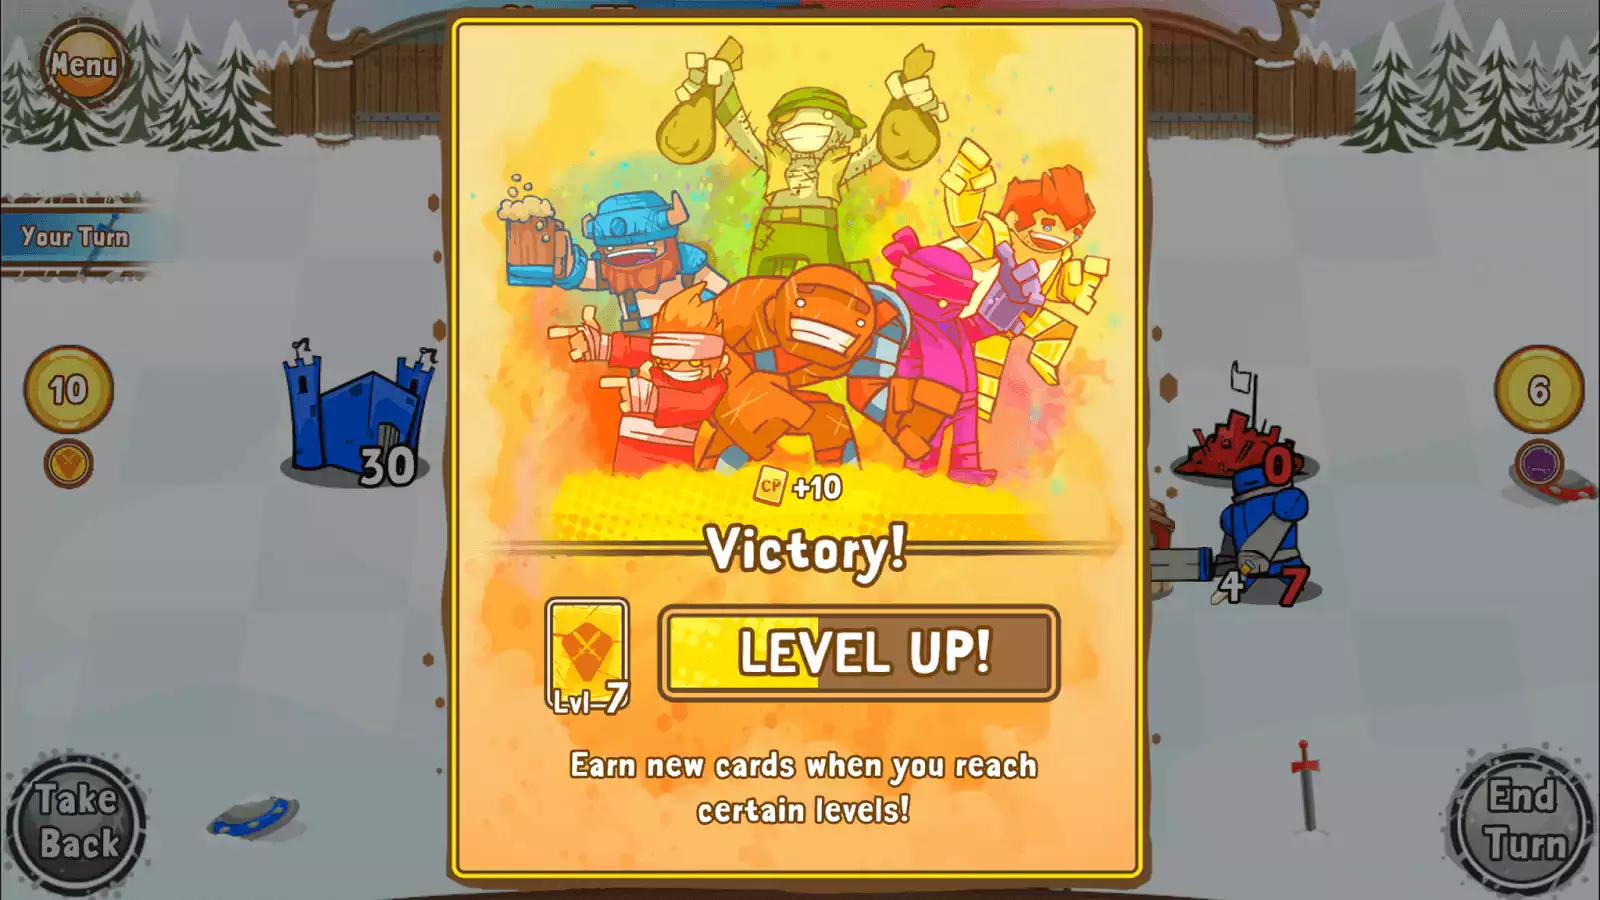 Menu
Your Turn
10
30
6
0
4
7
CP +10
Victory!
LEVEL UP!
Lvl 7
Earn new cards when you reach
certain levels!
Take
Back
End
Turn